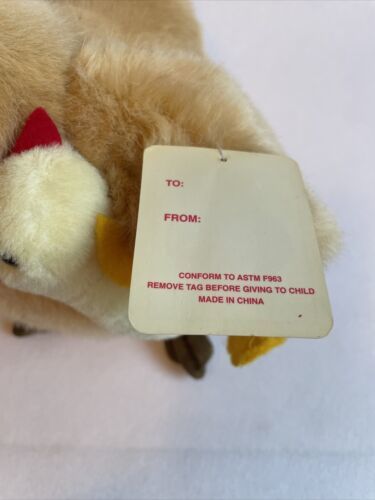 TO:
FROM:
CONFORM TO ASTM F963
REMOVE TAG BEFORE GIVING TO CHILD
MADE IN CHINA